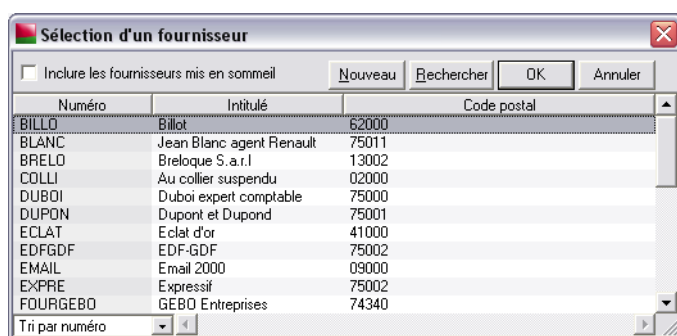 Sélection d'un fournisseur
Inclure les fournisseurs mis en sommeil Nouveau Rechercher OK Annuler
Numéro Intitulé Code postal
BILLO Billot 62000
BLANC Jean Blanc agent Renault 75011
BRELO Breloque S.a.r.l 13002
COLLI Au collier suspendu 02000
DUBOI Duboi expert comptable 75000
DUPON Dupont et Dupond 75001
ECLAT Eclat d'or 41000
EDFGDF EDF-GDF 75002
EMAIL Email 2000 09000
EXPRE Expressif 75002
FOURGEBO GEBO Entreprises 74340
Tri par numéro